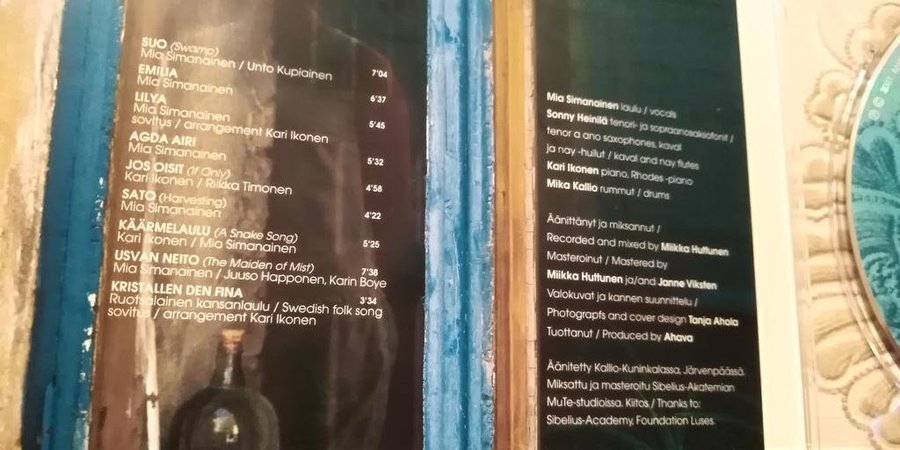 SUO (Swamp)
Mia Simanainen / Unto Kupiainen 7'04
EMILIA
Mia Simanainen 6'37
LILYA
Mia Simanainen
sovitus / arrangement Kari Ikonen 5'45
AGDA AIRI
Mia Simanainen 5'32
JOS OISIT (If Only)
Kari Ikonen / Riikka Timonen 4'58
SATO (Harvesting)
Mia Simanainen 4'22
KÄÄRMELAULU (A Snake Song)
Kari Ikonen / Mia Simanainen 5'25
USVAN NEITO (The Maiden of Mist) 7'38
Mia Simanainen / Juuso Happonen, Karin Boye
KRISTALLEN DEN FINA 3'34
Ruotsalainen kansanlaulu / Swedish folk song
sovitus / arrangement Kari Ikonen
Mia Simanainen laulu / vocals
Sonny Heinilä tenori- ja sopraanosaksofonit /
tenor a ano saxophones, kaval
ja nay -huilut / kaval and nay flutes
Kari Ikonen piano, Rhodes -piano
Mika Kallio rummut / drums
Äänittänyt ja miksannut /
Recorded and mixed by Miikka Huttunen
Masteroinut / Mastered by
Miikka Huttunen ja/and Janne Viksten
Valokuvat ja kannen suunnittelu /
Photograpfs and cover design Tanja Ahola
Tuottanut / Produced by Ahava
Äänitetty Kallio-Kuninkalassa, Järvenpäässä.
Miksattu ja masteroitu Sibelius-Akatemian
MuTe-studioissa. Kiitos / Thanks to:
Sibelius-Academy, Foundation Luses.